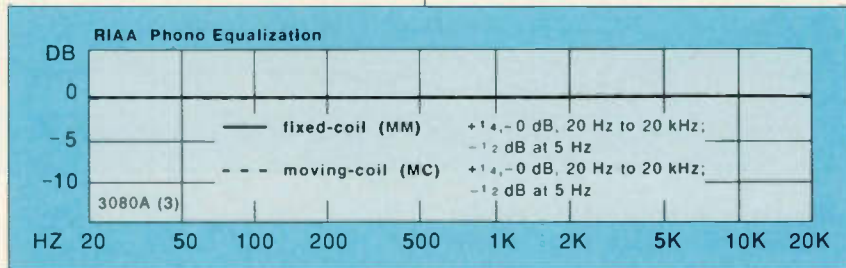 RIAA Phono Equalization
DB
0
-5
-10
fixed-coil (MM) +¼,-0 dB, 20 Hz to 20 kHz;
-½ dB at 5 Hz
moving-coil (MC) +¼,-0 dB, 20 Hz to 20 kHz;
-½ dB at 5 Hz
3080A (3)
HZ 20 50 100 200 500 1K 2K 5K 10K 20K